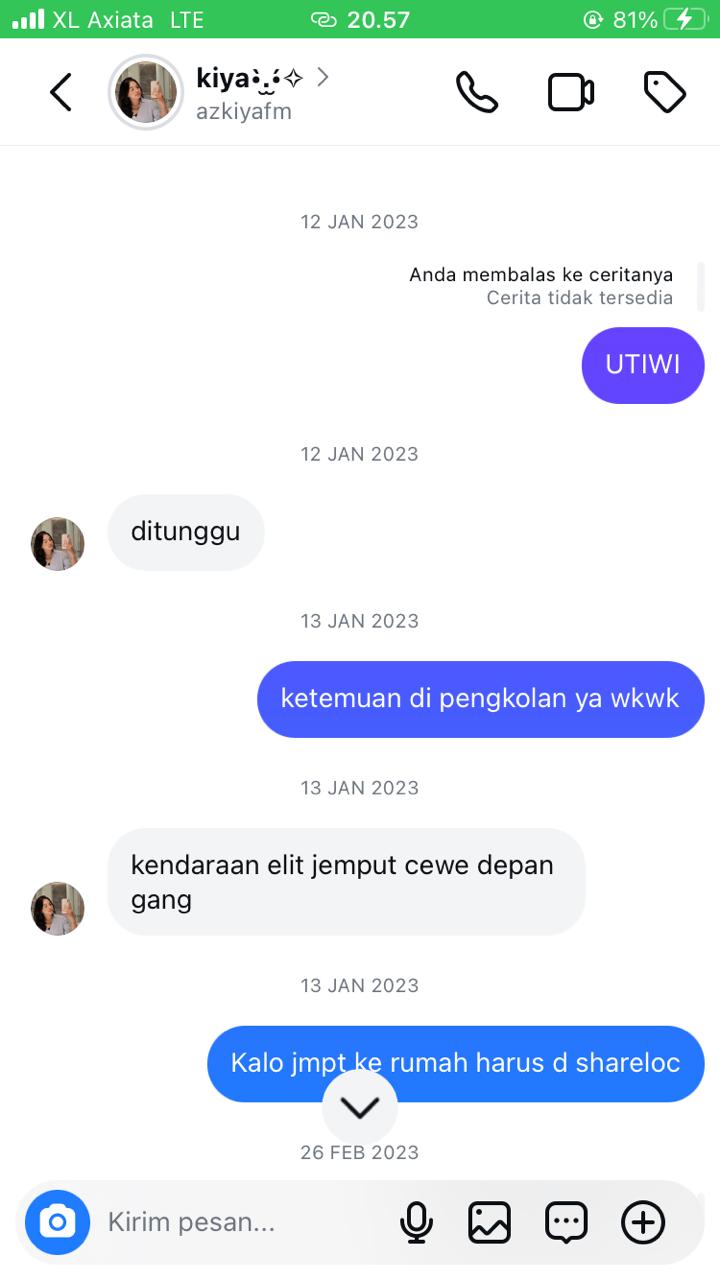 XL Axiata LTE 20.57 81%
kiya•̀.̫•́✧
azkiyafm
12 JAN 2023
Anda membalas ke ceritanya
Cerita tidak tersedia
UTIWI
12 JAN 2023
ditunggu
13 JAN 2023
ketemuan di pengkolan ya wkwk
13 JAN 2023
kendaraan elit jemput cewe depan
gang
13 JAN 2023
Kalo jmpt ke rumah harus d shareloc
26 FEB 2023
Kirim pesan...